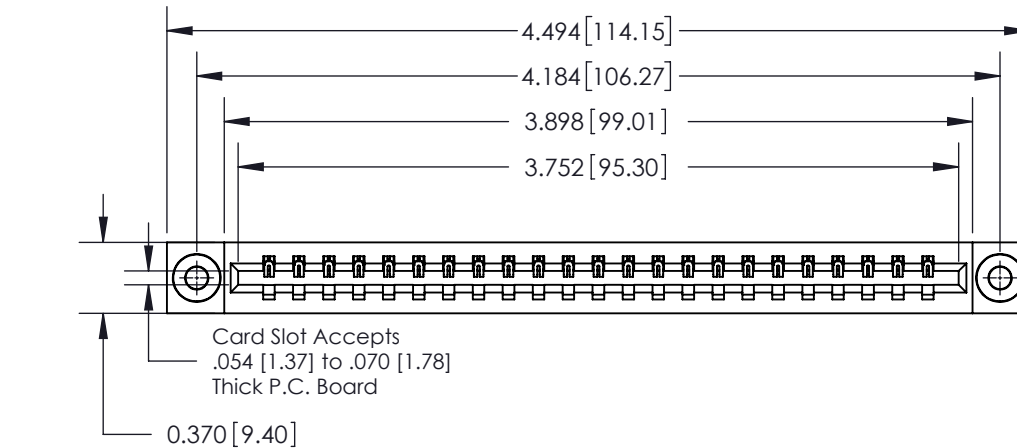 4.494[114.15]
4.184[106.27]
3.898[99.01]
3.752[95.30]
Card Slot Accepts
.054 [1.37] to .070 [1.78]
Thick P.C. Board
0.370[9.40]